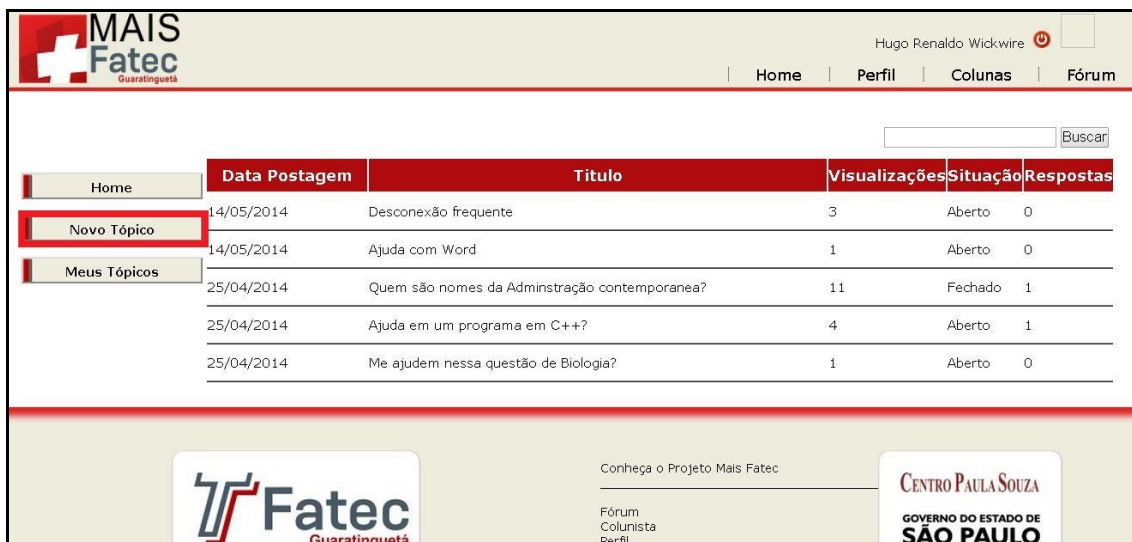 MAIS
Fatec
Guaratinguetá
Hugo Renaldo Wickwire
Home Perfil Colunas Fórum
Buscar
Home
Novo Tópico
Meus Tópicos
Data Postagem Titulo Visualizações Situação Respostas
14/05/2014 Desconexão frequente 3 Aberto 0
14/05/2014 Ajuda com Word 1 Aberto 0
25/04/2014 Quem são nomes da Adminstração contemporanea? 11 Fechado 1
25/04/2014 Ajuda em um programa em C++? 4 Aberto 1
25/04/2014 Me ajudem nessa questão de Biologia? 1 Aberto 0
Fatec
Guaratinguetá
Conheça o Projeto Mais Fatec
Fórum
Colunista
Perfil
CENTRO PAULA SOUZA
GOVERNO DO ESTADO DE
SÃO PAULO